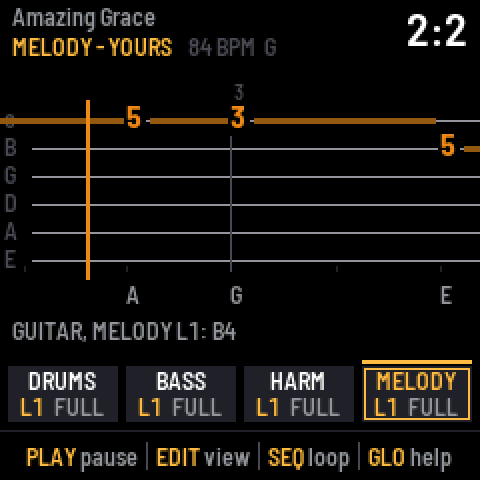 Amazing Grace
MELODY - YOURS 84 BPM G 2:2
3
e 5 3
B 5
G
D
A
E
A G E
GUITAR, MELODY L1: B4
DRUMS BASS HARM MELODY
L1 FULL L1 FULL L1 FULL L1 FULL
PLAY pause EDIT view SEQ loop GLO help